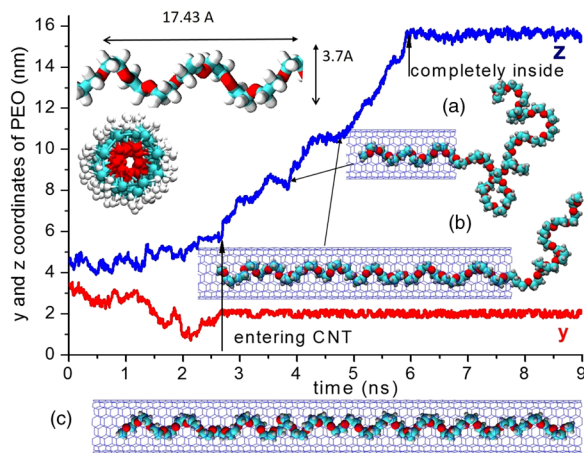 17.43 A
3.7A
z
completely inside
(a)
(b)
y and z coordinates of PEO (nm)
16
14
12
10
8
6
4
2
0
entering CNT
y
0 1 2 3 4 5 6 7 8 9
time (ns)
(c)